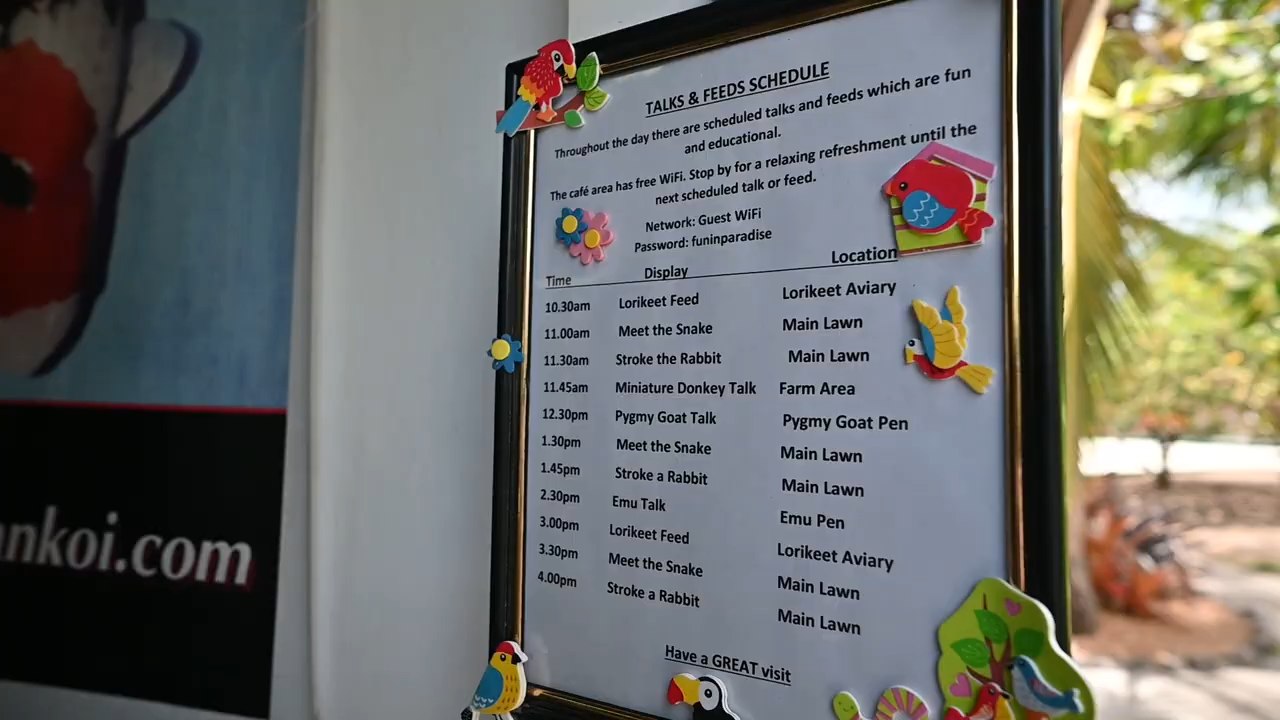 TALKS & FEEDS SCHEDULE
Throughout the day there are scheduled talks and feeds which are fun
and educational.
The café area has free WiFi. Stop by for a relaxing refreshment until the
next scheduled talk or feed.
Network: Guest WiFi
Password: funinparadise
Time Display Location
10.30am Lorikeet Feed Lorikeet Aviary
11.00am Meet the Snake Main Lawn
11.30am Stroke the Rabbit Main Lawn
11.45am Miniature Donkey Talk Farm Area
12.30pm Pygmy Goat Talk Pygmy Goat Pen
1.30pm Meet the Snake Main Lawn
1.45pm Stroke a Rabbit Main Lawn
2.30pm Emu Talk Emu Pen
3.00pm Lorikeet Feed Lorikeet Aviary
3.30pm Meet the Snake Main Lawn
4.00pm Stroke a Rabbit Main Lawn
Have a GREAT visit
nkoi.com